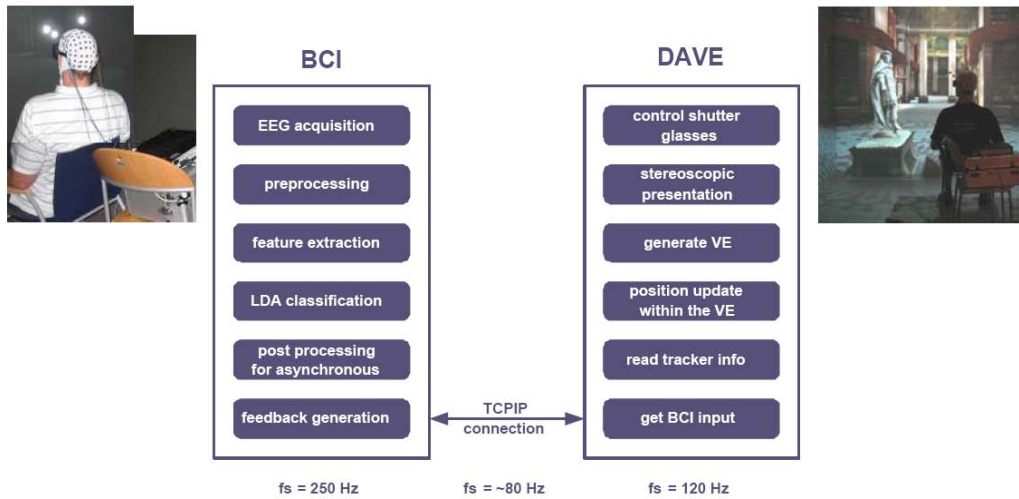 BCI
EEG acquisition
preprocessing
feature extraction
LDA classification
post processing
for asynchronous
feedback generation
TCPIP
connection
DAVE
control shutter
glasses
stereoscopic
presentation
generate VE
position update
within the VE
read tracker info
get BCI input
fs = 250 Hz
fs = ~80 Hz
fs = 120 Hz